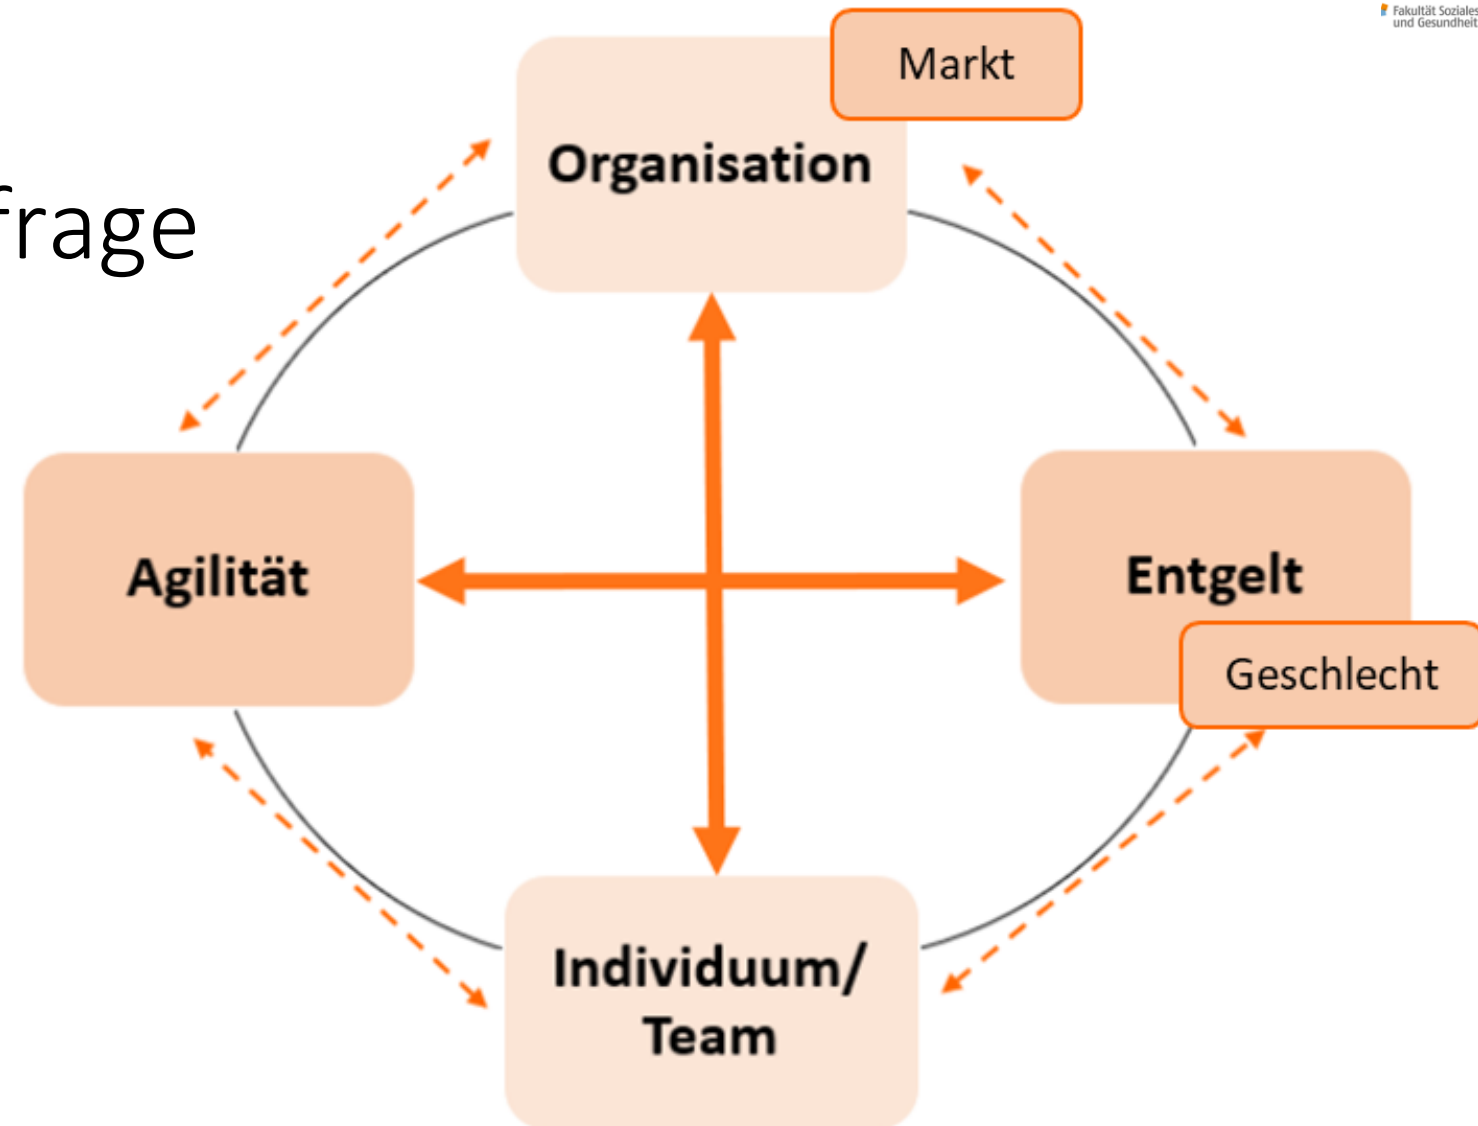 Fakultät Soziales
und Gesundheit
Markt
Organisation
frage
Agilität
Entgelt
Geschlecht
Individuum/
Team